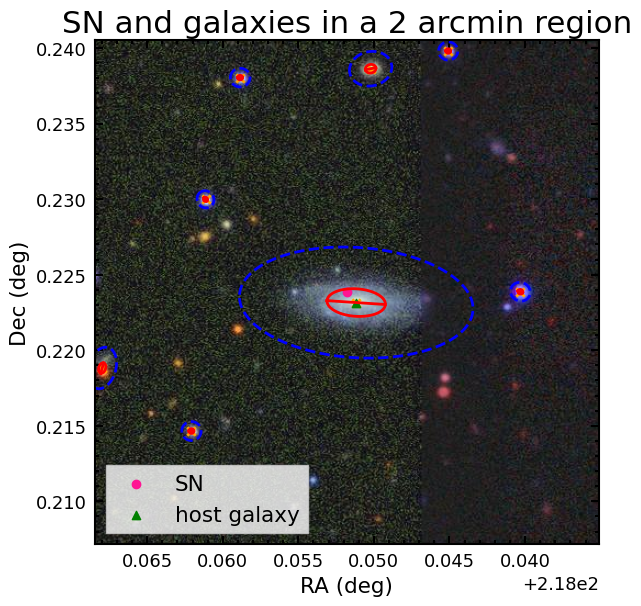 SN and galaxies in a 2 arcmin region
0.240
0.235
0.230
0.225
0.220
0.215
0.210
Dec (deg)
SN
host galaxy
0.065 0.060 0.055 0.050 0.045 0.040
RA (deg)
+2.18e2